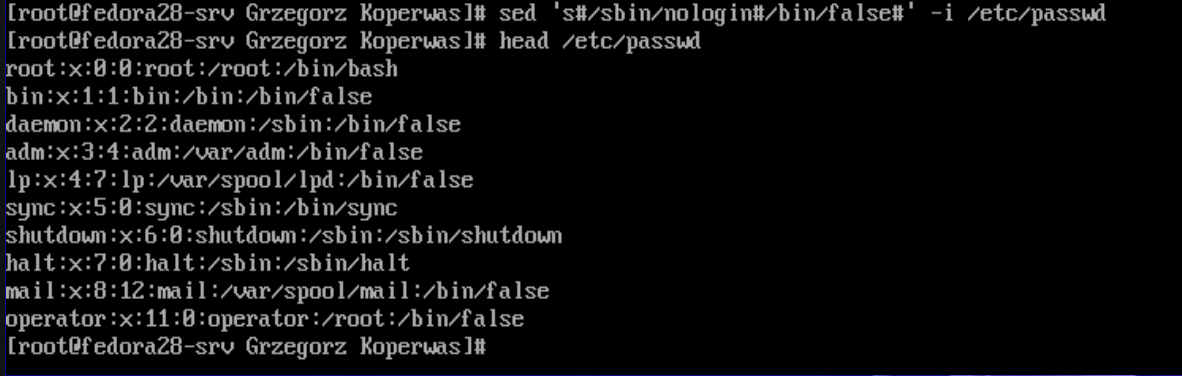 [root@fedora28-srv Grzegorz Koperwas]# sed 's#/sbin/nologin#/bin/false#' -i /etc/passwd
[root@fedora28-srv Grzegorz Koperwas]# head /etc/passwd
root:x:0:0:root:/root:/bin/bash
bin:x:1:1:bin:/bin:/bin/false
daemon:x:2:2:daemon:/sbin:/bin/false
adm:x:3:4:adm:/var/adm:/bin/false
lp:x:4:7:lp:/var/spool/lpd:/bin/false
sync:x:5:0:sync:/sbin:/bin/sync
shutdown:x:6:0:shutdown:/sbin:/sbin/shutdown
halt:x:7:0:halt:/sbin:/sbin/halt
mail:x:8:12:mail:/var/spool/mail:/bin/false
operator:x:11:0:operator:/root:/bin/false
[root@fedora28-srv Grzegorz Koperwas]#